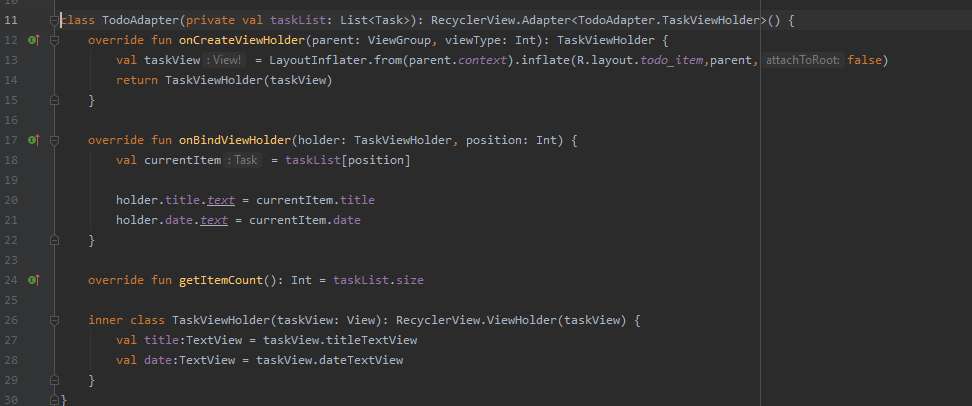 10
11 class TodoAdapter(private val taskList: List<Task>): RecyclerView.Adapter<TodoAdapter.TaskViewHolder>() {
12 override fun onCreateViewHolder(parent: ViewGroup, viewType: Int): TaskViewHolder {
13 val taskView : View! = LayoutInflater.from(parent.context).inflate(R.layout.todo_item,parent, attachToRoot: false)
14 return TaskViewHolder(taskView)
15 }
16
17 override fun onBindViewHolder(holder: TaskViewHolder, position: Int) {
18 val currentItem : Task = taskList[position]
19
20 holder.title.text = currentItem.title
21 holder.date.text = currentItem.date
22 }
23
24 override fun getItemCount(): Int = taskList.size
25
26 inner class TaskViewHolder(taskView: View): RecyclerView.ViewHolder(taskView) {
27 val title:TextView = taskView.titleTextView
28 val date:TextView = taskView.dateTextView
29 }
30 }